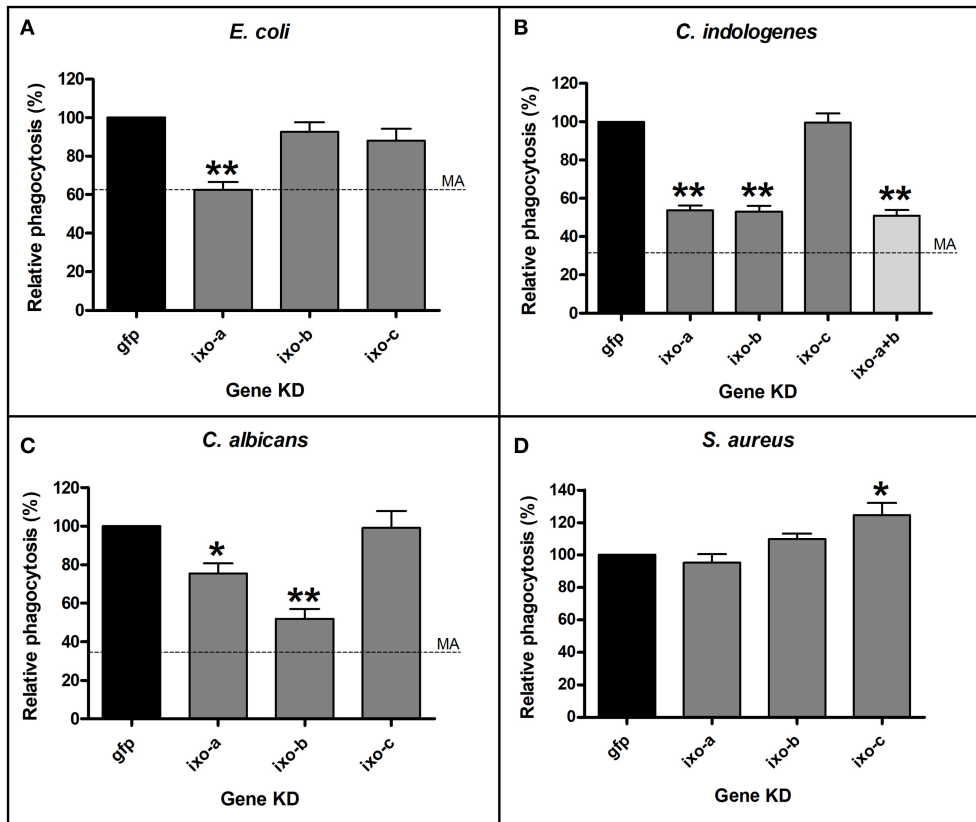 A
E. coli
Relative phagocytosis (%)
120
100
80
60
40
20
0
**
MA
gfp
ixo-a
ixo-b
ixo-c
Gene KD
B
C. indologenes
Relative phagocytosis (%)
120
100
80
60
40
20
0
**
**
**
MA
gfp
ixo-a
ixo-b
ixo-c
ixo-a+b
Gene KD
C
C. albicans
Relative phagocytosis (%)
120
100
80
60
40
20
0
*
**
MA
gfp
ixo-a
ixo-b
ixo-c
Gene KD
D
S. aureus
Relative phagocytosis (%)
140
120
100
80
60
40
20
0
*
gfp
ixo-a
ixo-b
ixo-c
Gene KD